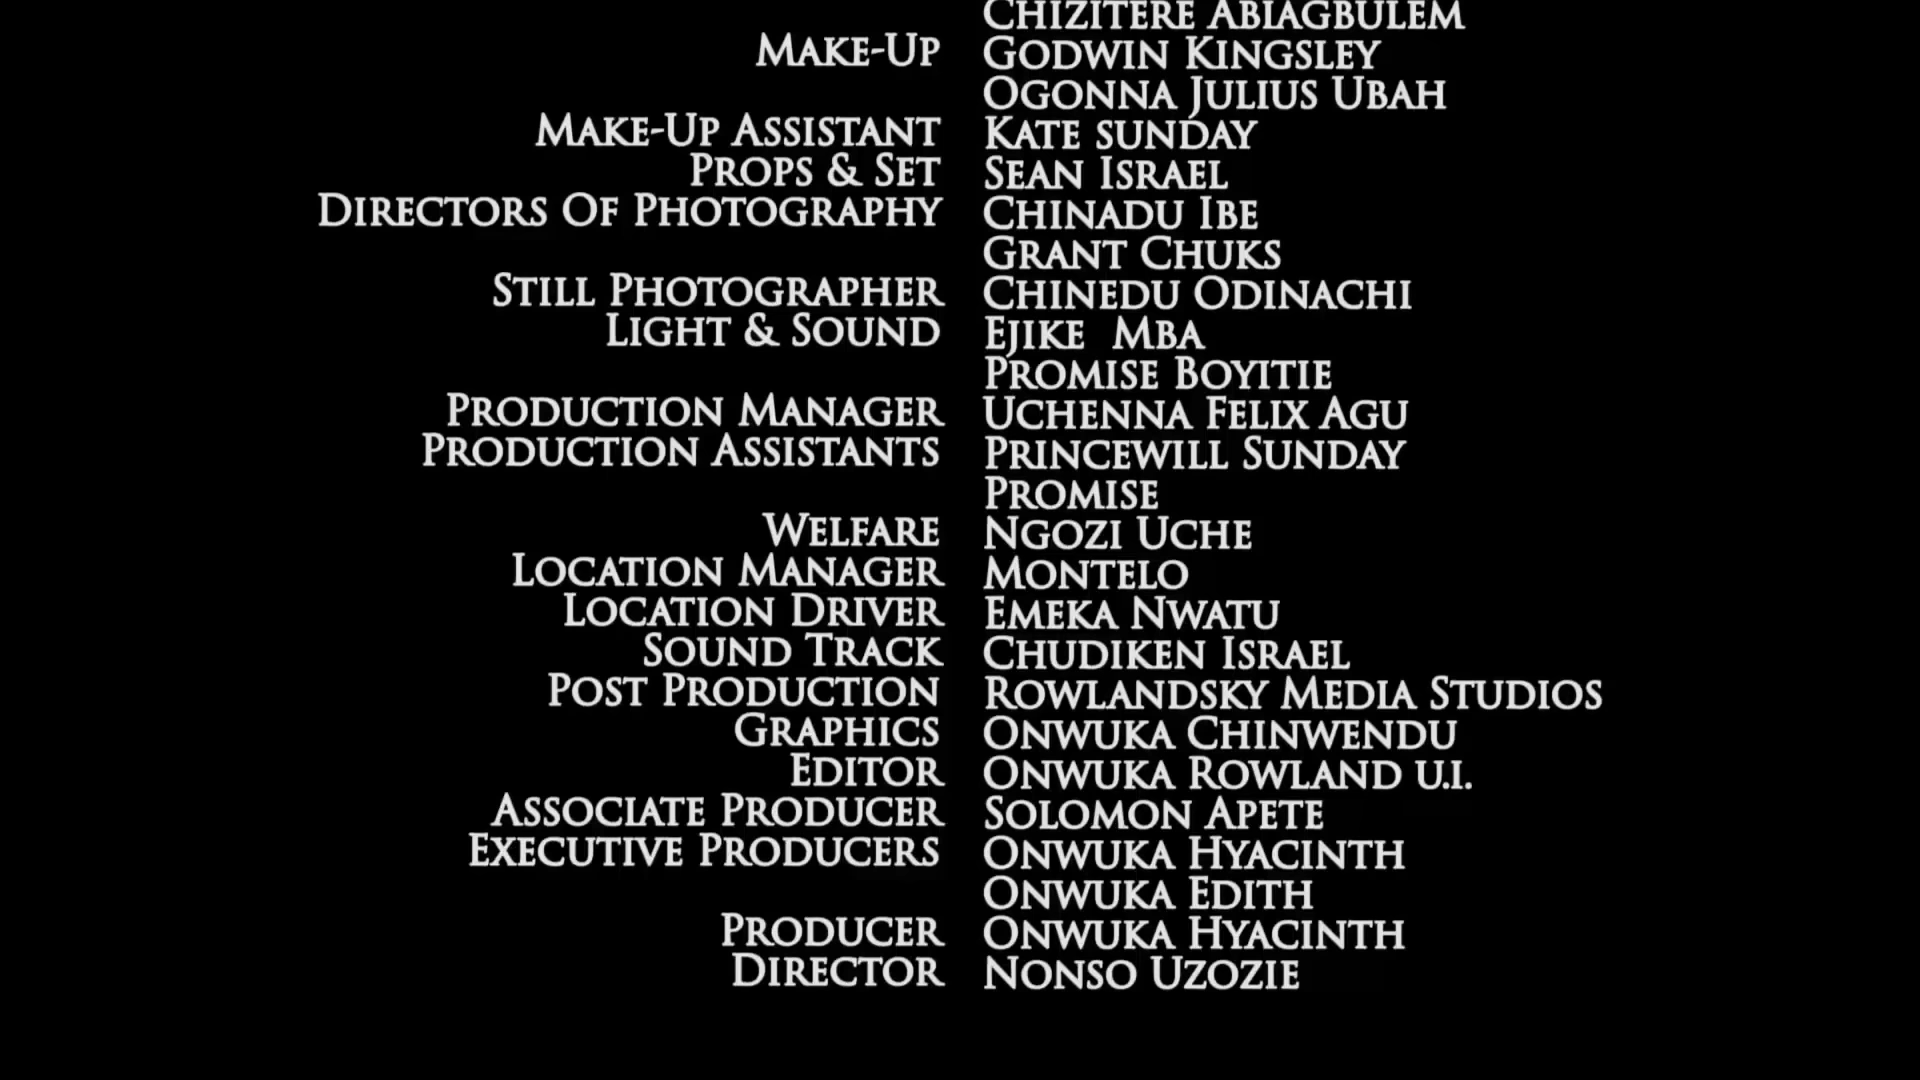 Chizitere Abiagbulem
Make-Up Godwin Kingsley
Ogonna Julius Ubah
Make-Up Assistant Kate sunday
Props & Set Sean Israel
Directors Of Photography Chinadu Ibe
Grant Chuks
Still Photographer Chinedu Odinachi
Light & Sound Ejike Mba
Promise Boyitie
Production Manager Uchenna Felix Agu
Production Assistants Princewill Sunday
Promise
Welfare Ngozi Uche
Location Manager Montelo
Location Driver Emeka Nwatu
Sound Track Chudiken Israel
Post Production Rowlandsky Media Studios
Graphics Onwuka Chinwendu
Editor Onwuka Rowland u.i.
Associate Producer Solomon Apete
Executive Producers Onwuka Hyacinth
Onwuka Edith
Producer Onwuka Hyacinth
Director Nonso Uzozie